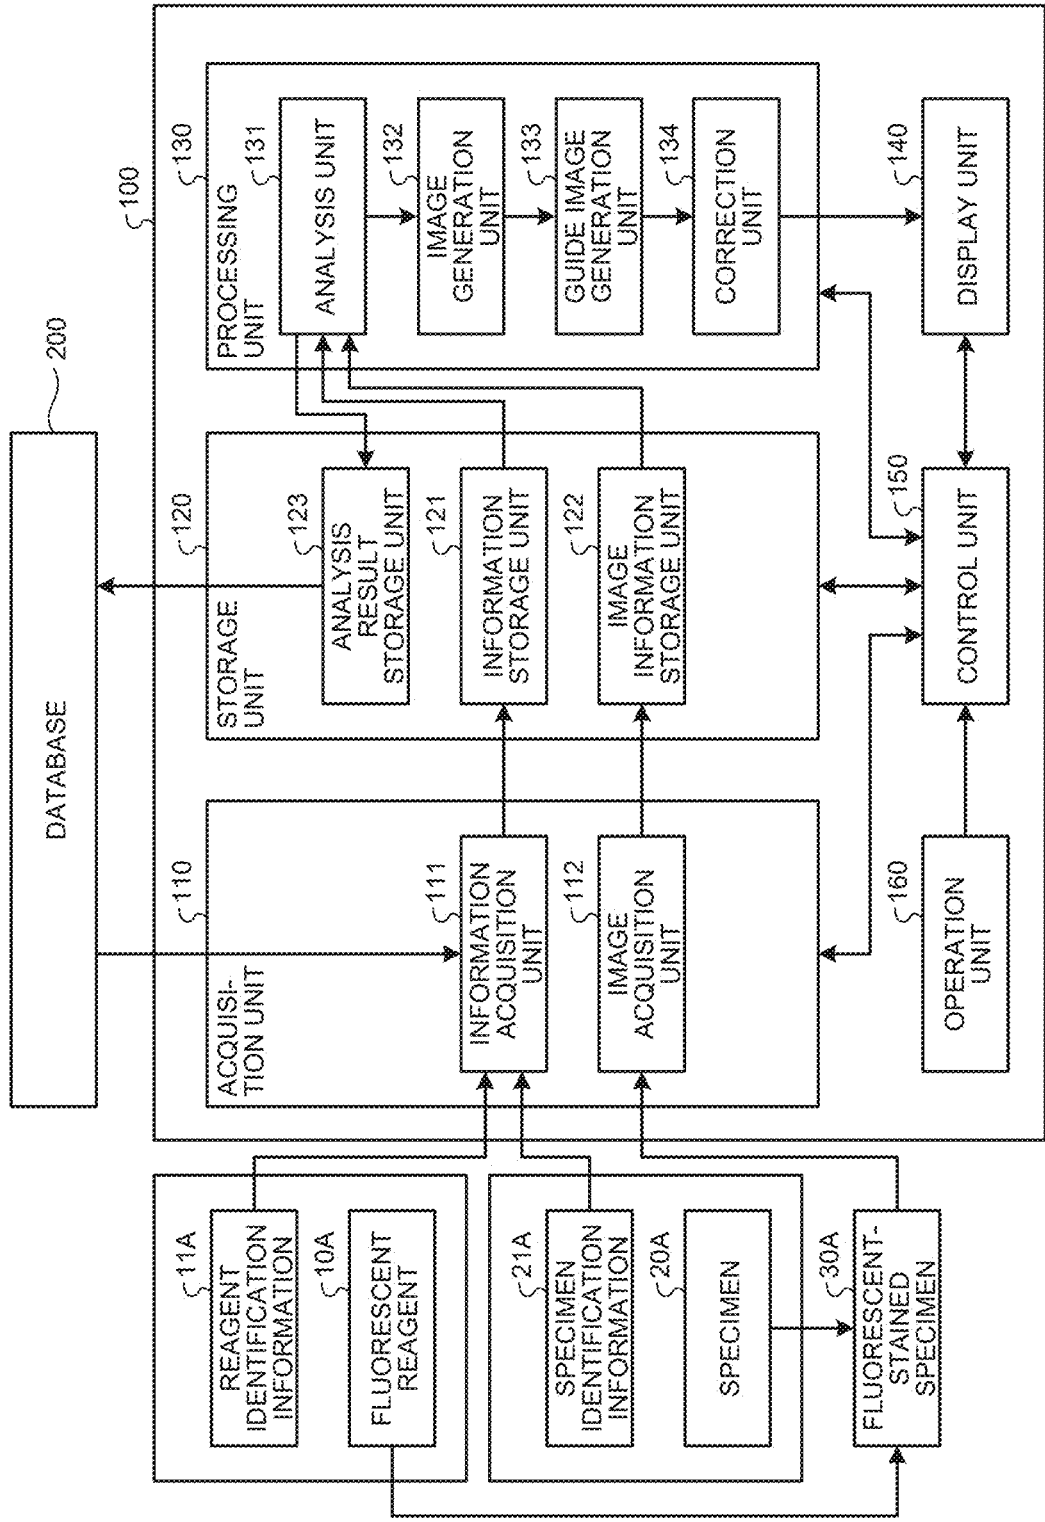 DATABASE
200
100
REAGENT
IDENTIFICATION
INFORMATION
11A
FLUORESCENT
REAGENT
10A
SPECIMEN
IDENTIFICATION
INFORMATION
21A
SPECIMEN
20A
FLUORESCENT-
STAINED
SPECIMEN
30A
ACQUISI-
TION UNIT
110
INFORMATION
ACQUISITION
UNIT
111
IMAGE
ACQUISITION
UNIT
112
STORAGE
UNIT
120
ANALYSIS
RESULT
STORAGE UNIT
123
INFORMATION
STORAGE UNIT
121
IMAGE
INFORMATION
STORAGE UNIT
122
PROCESSING
UNIT
130
ANALYSIS UNIT
131
IMAGE
GENERATION
UNIT
132
GUIDE IMAGE
GENERATION
UNIT
133
CORRECTION
UNIT
134
OPERATION
UNIT
160
CONTROL UNIT
150
DISPLAY UNIT
140